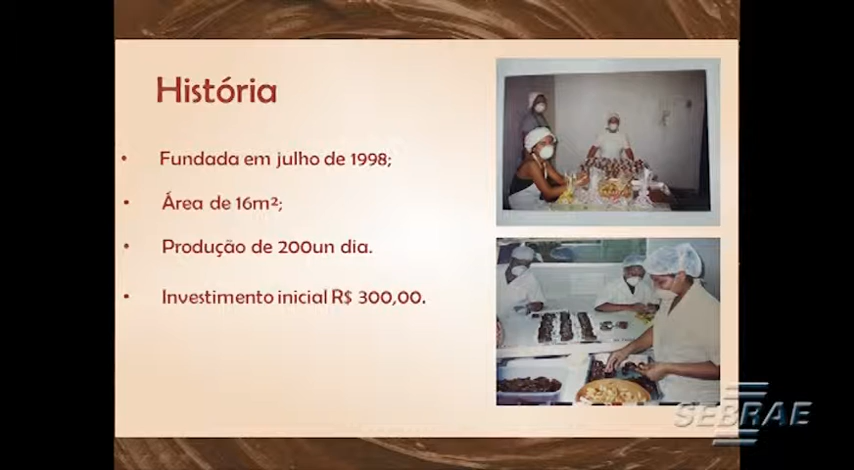 História
• Fundada em julho de 1998;
• Área de 16m²;
• Produção de 200un dia.
• Investimento inicial R$ 300,00.
SEBRAE